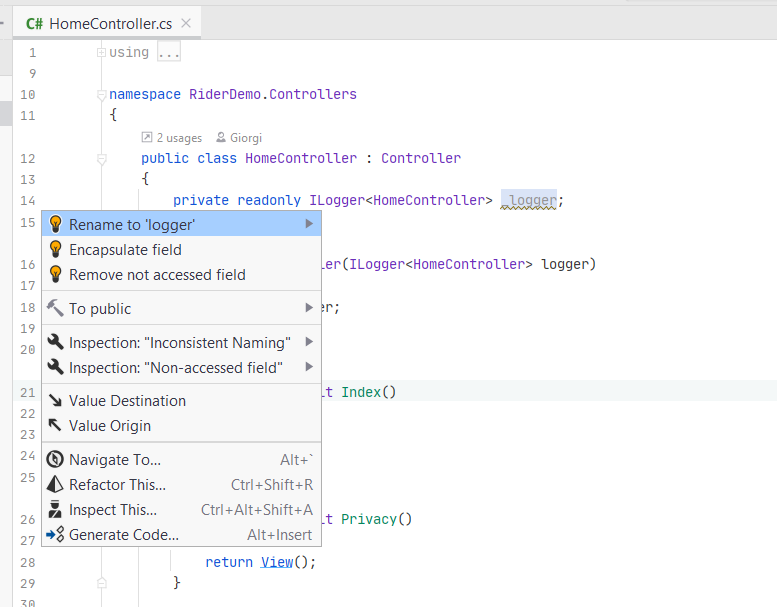 C# HomeController.cs
1 using ...
9
10 namespace RiderDemo.Controllers
11 {
2 usages Giorgi
12 public class HomeController : Controller
13 {
14 private readonly ILogger<HomeController> _logger;
15 Rename to 'logger'
Encapsulate field
16 ler(ILogger<HomeController> logger)
17 Remove not accessed field
18 To public er;
19
20 Inspection: "Inconsistent Naming"
Inspection: "Non-accessed field"
21 lt Index()
22 Value Destination
23 Value Origin
24 Navigate To... Alt+`
25 Refactor This... Ctrl+Shift+R
Inspect This... Ctrl+Alt+Shift+A
26 lt Privacy()
27 Generate Code... Alt+Insert
28 return View();
29 }
30